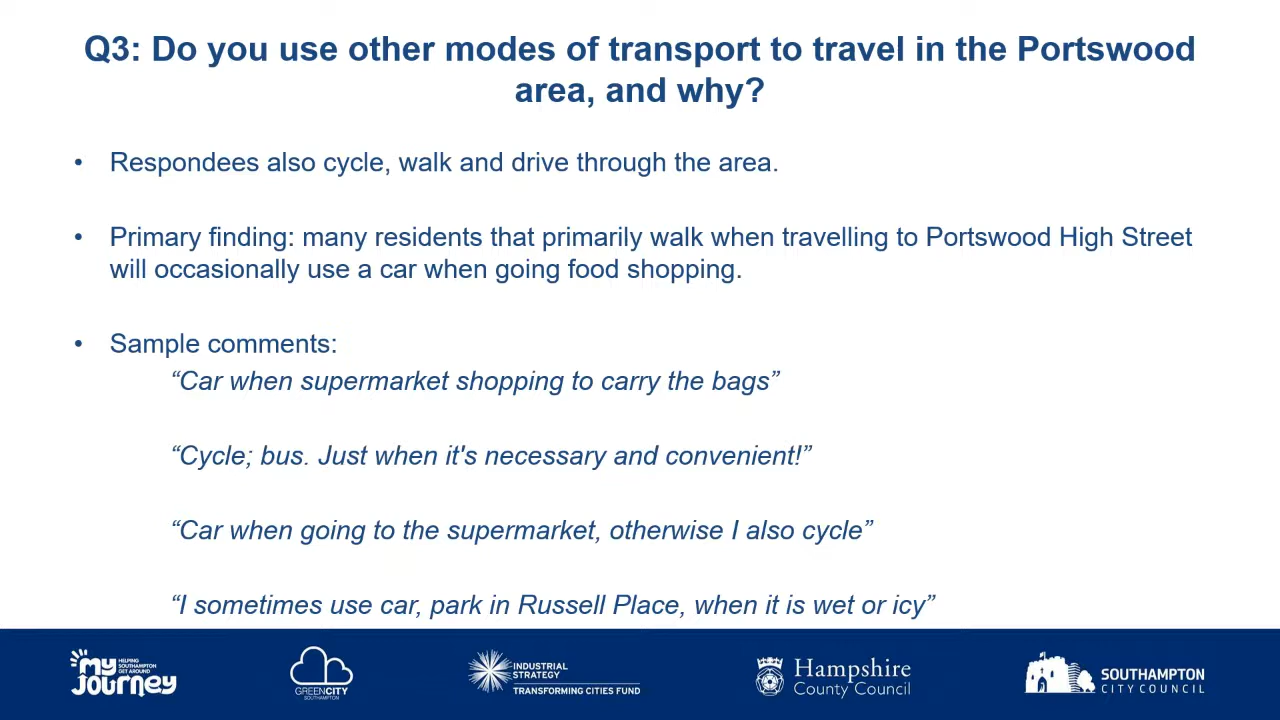 Q3: Do you use other modes of transport to travel in the Portswood
area, and why?
• Respondees also cycle, walk and drive through the area.
• Primary finding: many residents that primarily walk when travelling to Portswood High Street
will occasionally use a car when going food shopping.
• Sample comments:
“Car when supermarket shopping to carry the bags”
“Cycle; bus. Just when it's necessary and convenient!”
“Car when going to the supermarket, otherwise I also cycle”
“I sometimes use car, park in Russell Place, when it is wet or icy”
my
HELPING
SOUTHAMPTON
GET AROUND
JOURNEY
GREENCITY
SOUTHAMPTON
INDUSTRIAL
STRATEGY
TRANSFORMING CITIES FUND
Hampshire
County Council
SOUTHAMPTON
CITY COUNCIL